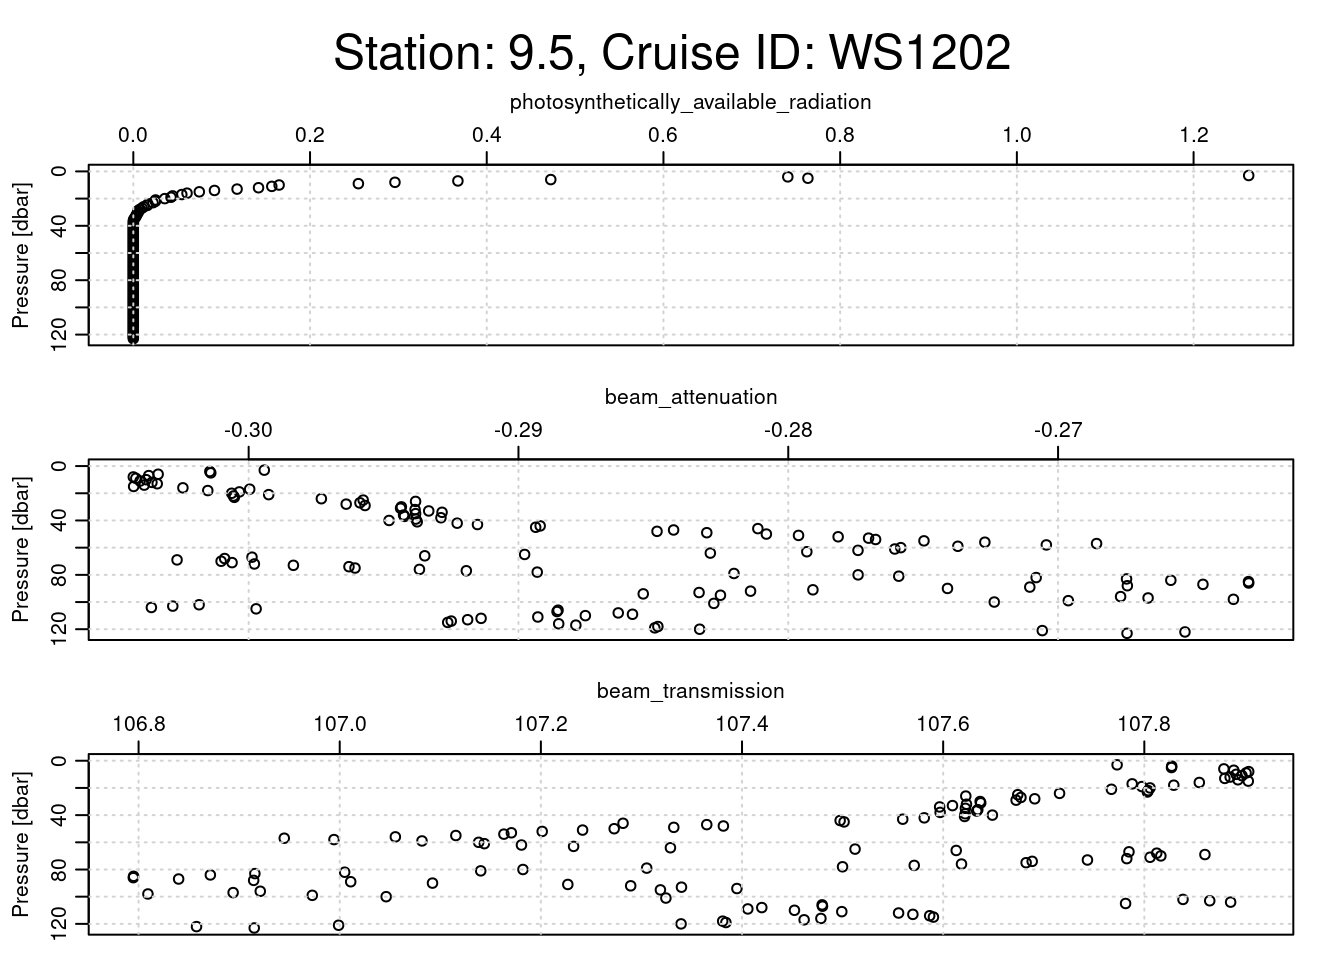 Station: 9.5, Cruise ID: WS1202
photosynthetically_available_radiation
0.0 0.2 0.4 0.6 0.8 1.0 1.2
Pressure [dbar]
0
40
80
120
beam_attenuation
-0.30 -0.29 -0.28 -0.27
Pressure [dbar]
0
40
80
120
beam_transmission
106.8 107.0 107.2 107.4 107.6 107.8
Pressure [dbar]
0
40
80
120